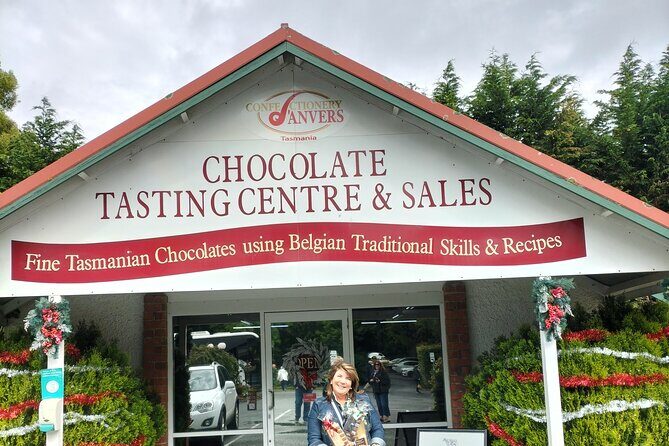 CONFECTIONERY
D'ANVERS
Tasmania
CHOCOLATE
TASTING CENTRE & SALES
Fine Tasmanian Chocolates using Belgian Traditional Skills & Recipes
OPEN